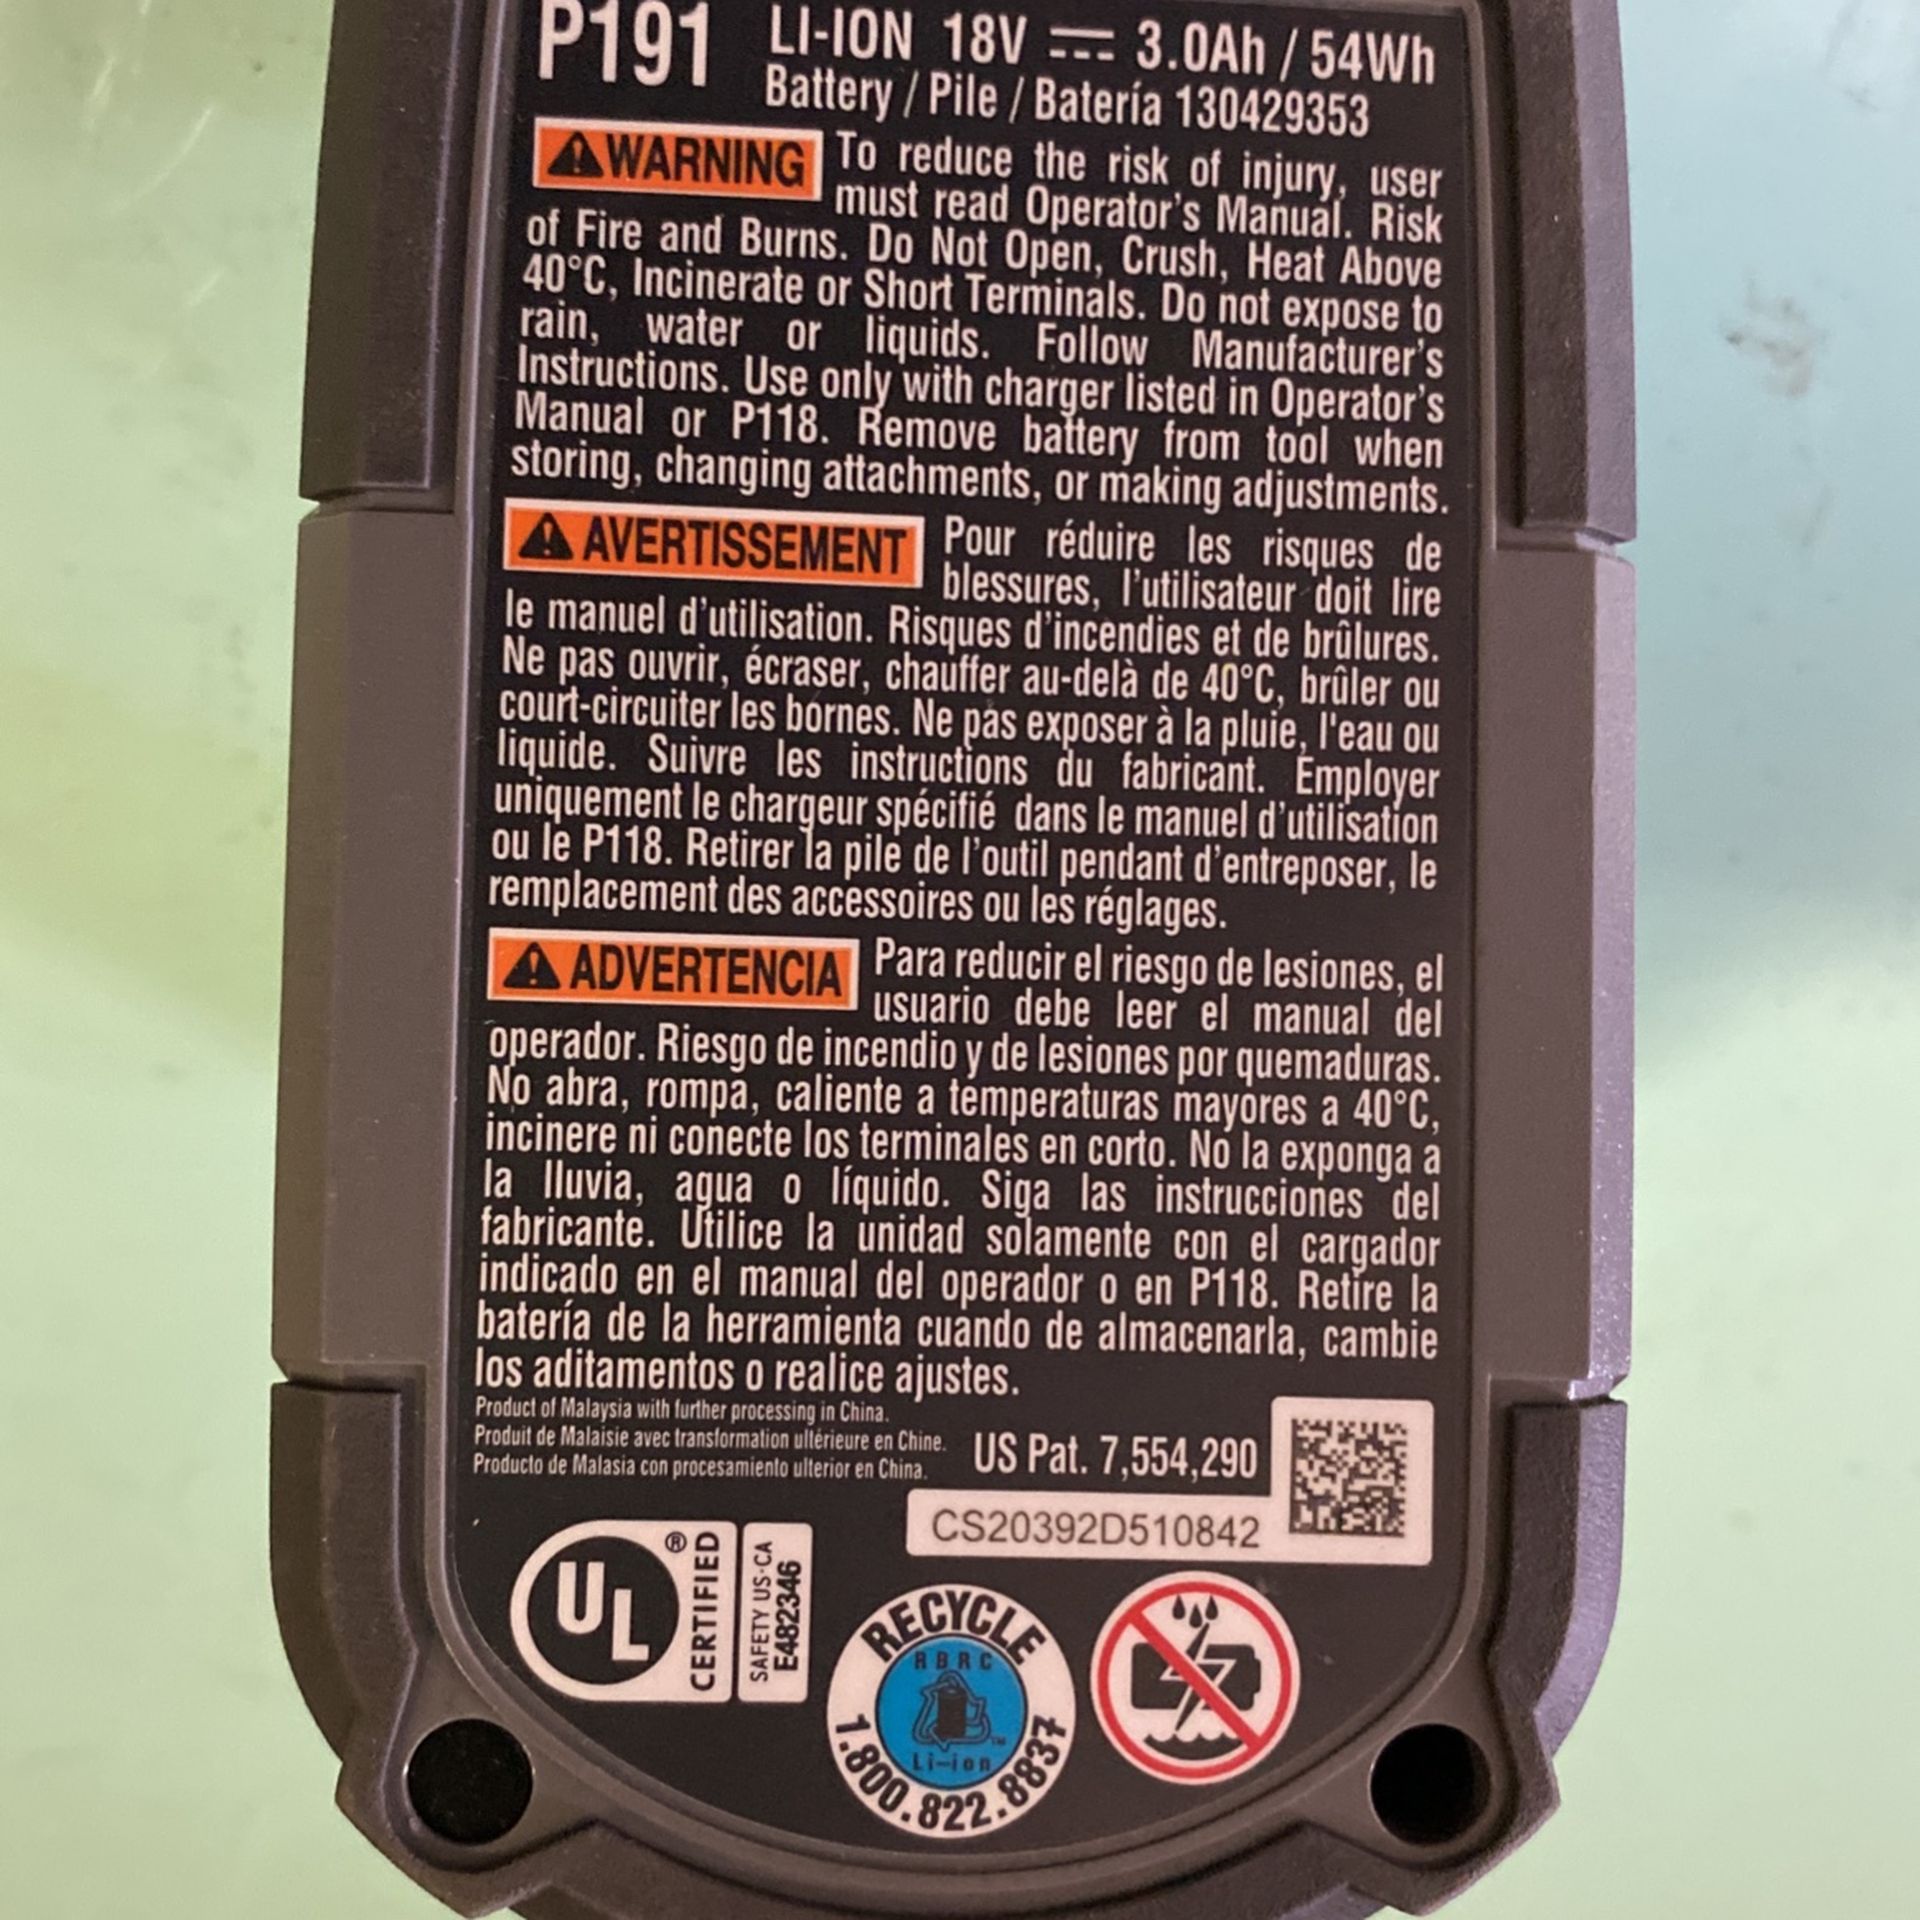 P191 LI-ION 18V 3.0Ah / 54Wh
Battery / Pile / Batería 130429353
WARNING To reduce the risk of injury, user
must read Operator's Manual. Risk
of Fire and Burns. Do Not Open, Crush, Heat Above
40°C, Incinerate or Short Terminals. Do not expose to
rain, water or liquids. Follow Manufacturer's
Instructions. Use only with charger listed in Operator's
Manual or P118. Remove battery from tool when
storing, changing attachments, or making adjustments.
AVERTISSEMENT Pour réduire les risques de
blessures, l'utilisateur doit lire
le manuel d'utilisation. Risques d'incendies et de brûlures.
Ne pas ouvrir, écraser, chauffer au-delà de 40°C, brûler ou
court-circuiter les bornes. Ne pas exposer à la pluie, l'eau ou
liquide. Suivre les instructions du fabricant. Employer
uniquement le chargeur spécifié dans le manuel d'utilisation
ou le P118. Retirer la pile de l'outil pendant d'entreposer, le
remplacement des accessoires ou les réglages.
ADVERTENCIA Para reducir el riesgo de lesiones, el
usuario debe leer el manual del
operador. Riesgo de incendio y de lesiones por quemaduras.
No abra, rompa, caliente a temperaturas mayores a 40°C,
incinere ni conecte los terminales en corto. No la exponga a
la lluvia, agua o líquido. Siga las instrucciones del
fabricante. Utilice la unidad solamente con el cargador
indicado en el manual del operador o en P118. Retire la
batería de la herramienta cuando de almacenarla, cambie
los aditamentos o realice ajustes.
Product of Malaysia with further processing in China.
Produit de Malaisie avec transformation ultérieure en Chine.
Producto de Malasia con procesamiento ulterior en China.
US Pat. 7,554,290
CS20392D510842
UL ®
CERTIFIED
SAFETY US·CA
E482346
RECYCLE
RBRC
Li-ion
™
1.800.822.8837